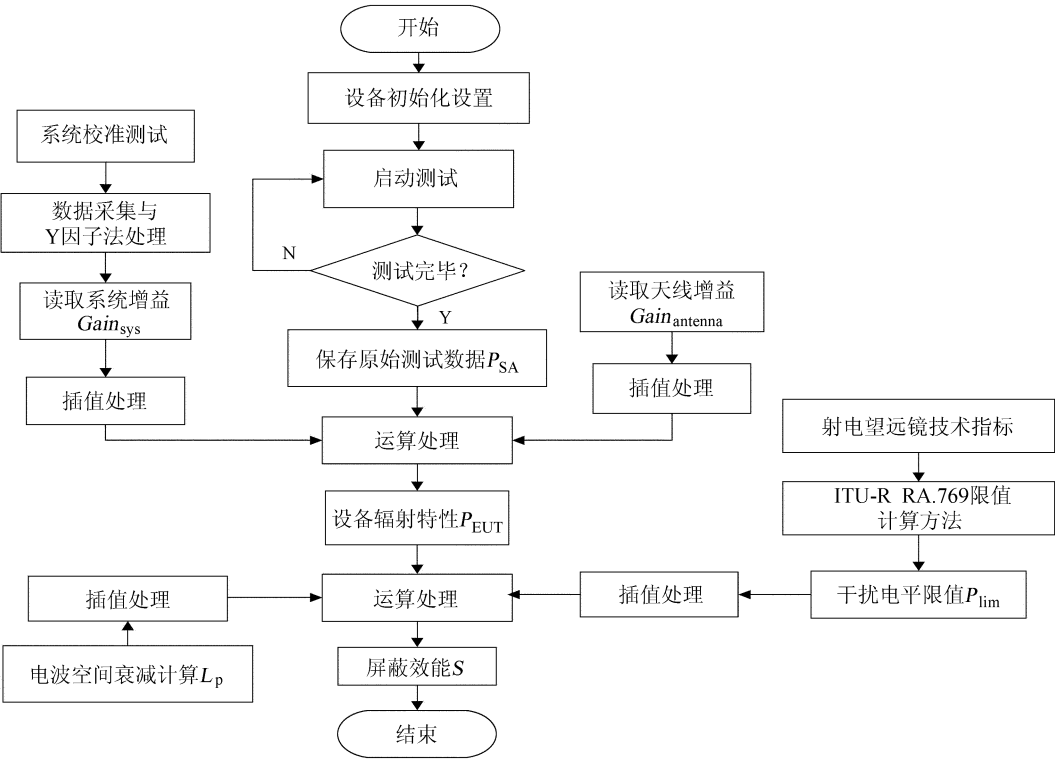 开始
设备初始化设置
系统校准测试
启动测试
数据采集与
Y因子法处理
N
测试完毕？
读取系统增益
Gainsys
读取天线增益
Gainantenna
Y
保存原始测试数据PSA
插值处理
插值处理
运算处理
射电望远镜技术指标
ITU-R RA.769限值
计算方法
设备辐射特性PEUT
插值处理
运算处理
插值处理
干扰电平限值Plim
电波空间衰减计算Lp
屏蔽效能S
结束